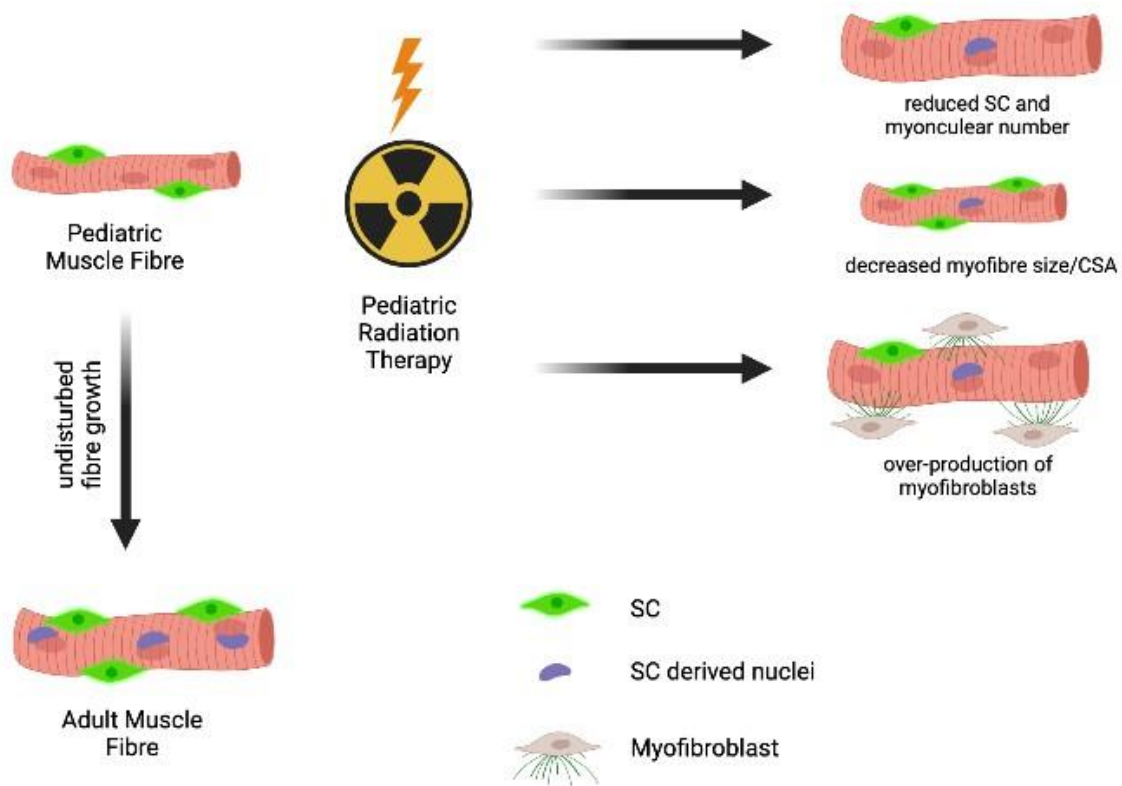 Pediatric
Muscle Fibre
undisturbed
fibre growth
Adult Muscle
Fibre
Pediatric
Radiation
Therapy
reduced SC and
myonculear number
decreased myofibre size/CSA
over-production of
myofibroblasts
SC
SC derived nuclei
Myofibroblast